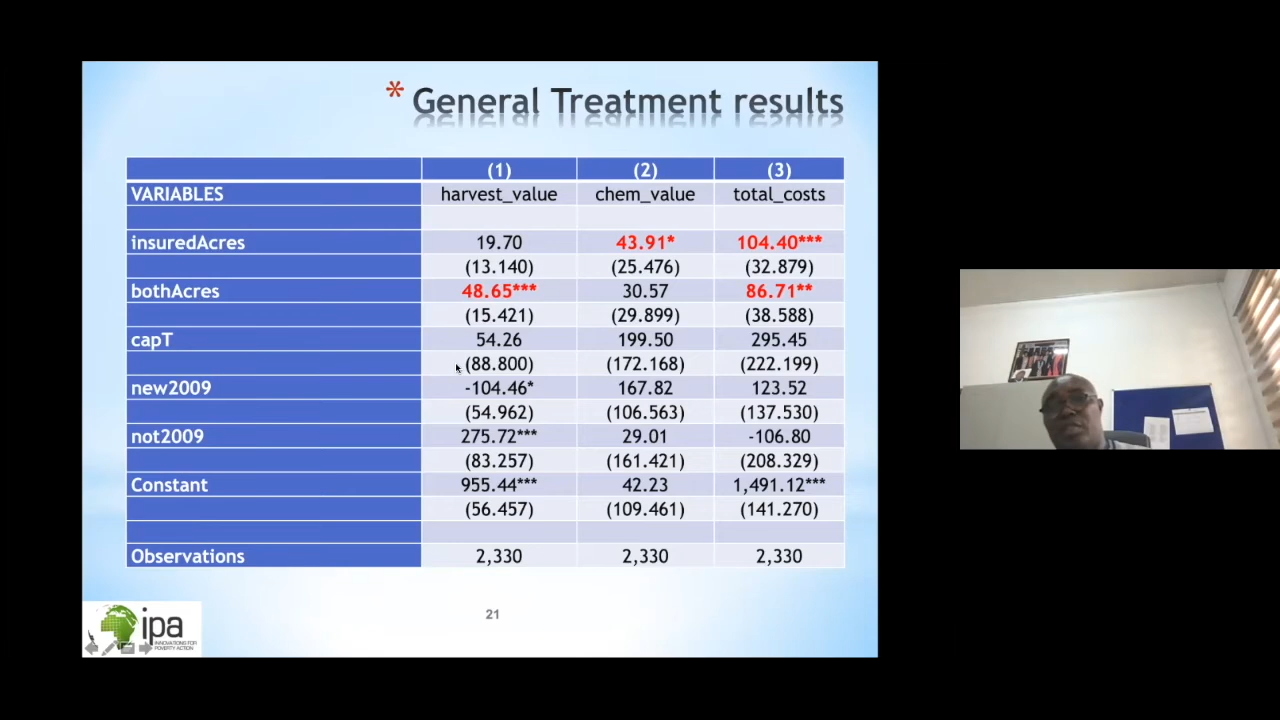 * General Treatment results
(1) (2) (3)
VARIABLES harvest_value chem_value total_costs
insuredAcres 19.70 43.91* 104.40***
(13.140) (25.476) (32.879)
bothAcres 48.65*** 30.57 86.71**
(15.421) (29.899) (38.588)
capT 54.26 199.50 295.45
(88.800) (172.168) (222.199)
new2009 -104.46* 167.82 123.52
(54.962) (106.563) (137.530)
not2009 275.72*** 29.01 -106.80
(83.257) (161.421) (208.329)
Constant 955.44*** 42.23 1,491.12***
(56.457) (109.461) (141.270)
Observations 2,330 2,330 2,330
21
ipa
INNOVATIONS FOR
POVERTY ACTION